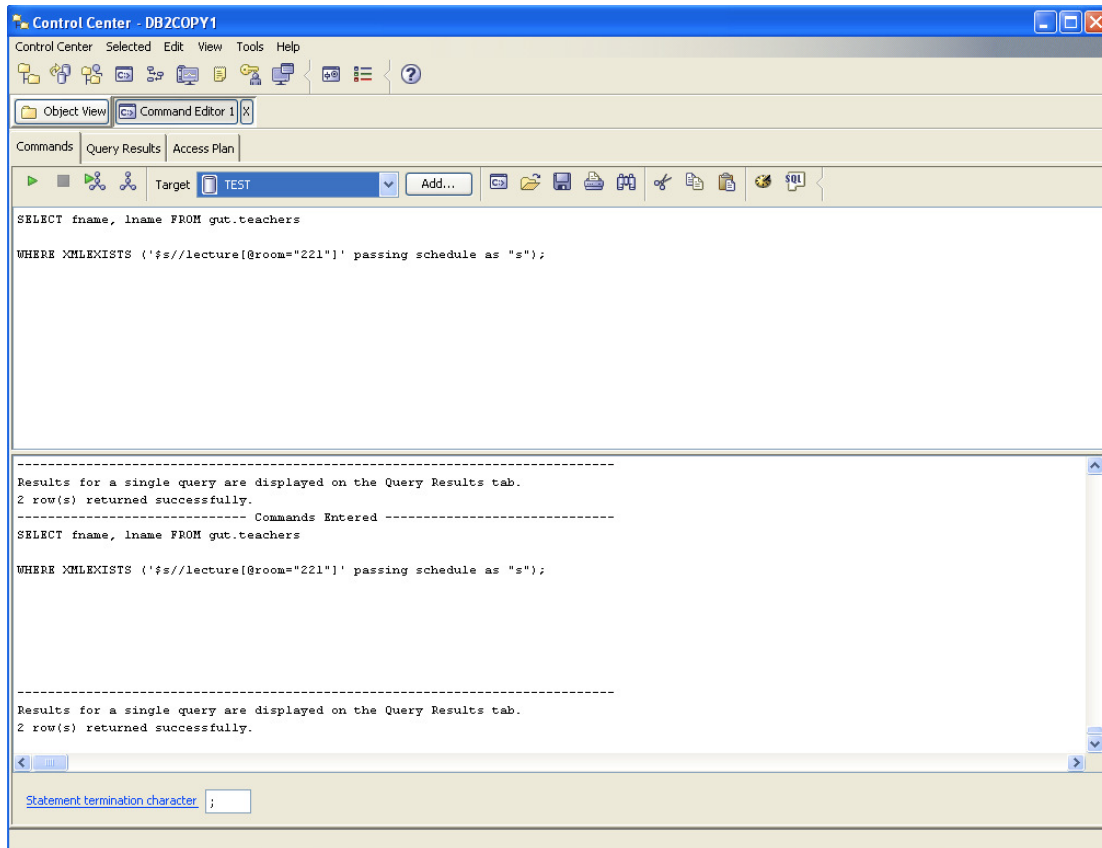 Control Center - DB2COPY1
Control Center Selected Edit View Tools Help
Object View Command Editor 1 X
Commands Query Results Access Plan
Target TEST Add... SQL
SELECT fname, lname FROM gut.teachers
WHERE XMLEXISTS ('$s//lecture[@room="221"]' passing schedule as "s");
-------------------------------------------------------------------------------
Results for a single query are displayed on the Query Results tab.
2 row(s) returned successfully.
------------------------------ Commands Entered ------------------------------
SELECT fname, lname FROM gut.teachers
WHERE XMLEXISTS ('$s//lecture[@room="221"]' passing schedule as "s");
-------------------------------------------------------------------------------
Results for a single query are displayed on the Query Results tab.
2 row(s) returned successfully.
Statement termination character ;